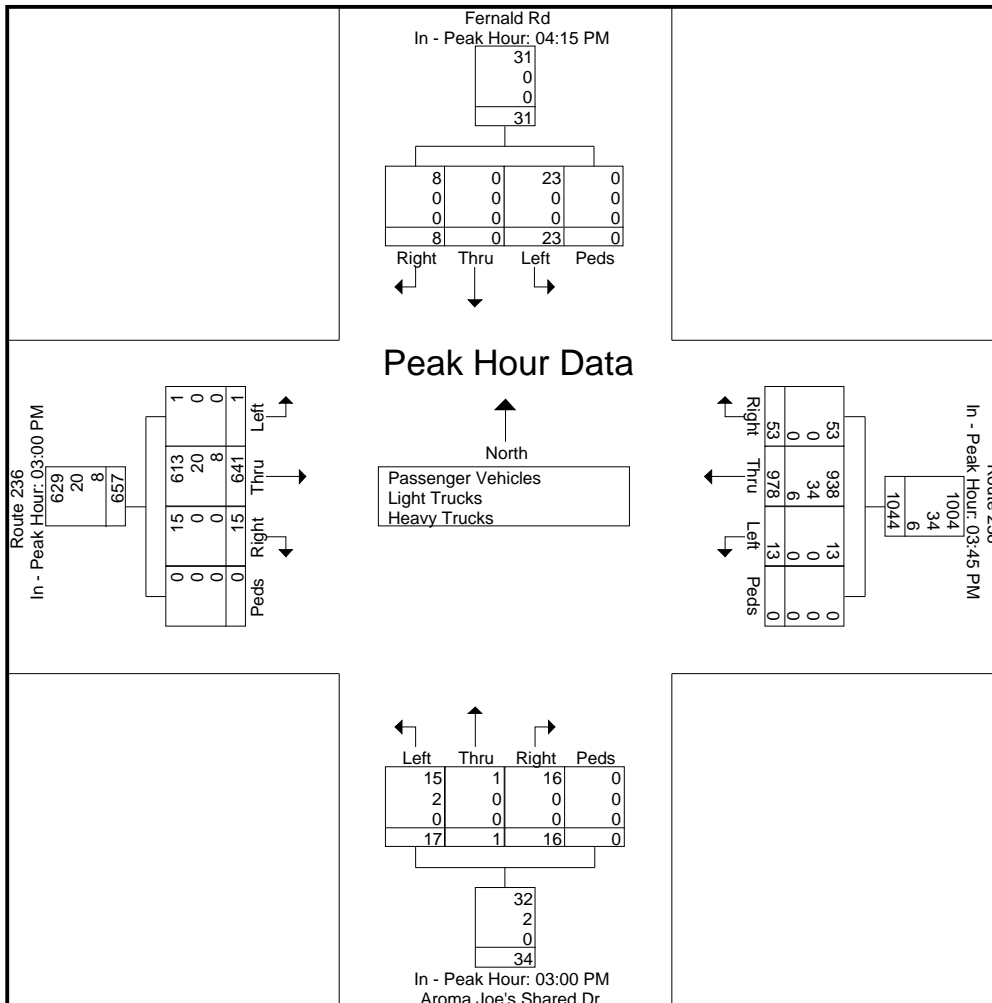 Fernald Rd
In - Peak Hour: 04:15 PM
31
0
0
31
8 0 23 0
0 0 0 0
0 0 0 0
8 0 23 0
Right Thru Left Peds
Peak Hour Data
North
Passenger Vehicles
Light Trucks
Heavy Trucks
Route 236
In - Peak Hour: 03:00 PM
629
20
8
657
1 0 0 1
Left
613 20 8 641
Thru
15 0 0 15
Right
0 0 0 0
Peds
In - Peak Hour: 03:45 PM
1004
34
6
1044
53 0 0 53
Right
938 34 6 978
Thru
13 0 0 13
Left
0 0 0 0
Peds
Left Thru Right Peds
15 1 16 0
2 0 0 0
0 0 0 0
17 1 16 0
32
2
0
34
In - Peak Hour: 03:00 PM
Aroma Joe's Shared Dr